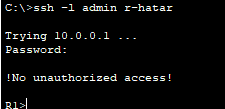 C:\>ssh -l admin r-hatar
Trying 10.0.0.1 ...
Password:
!No unauthorized access!
R1>